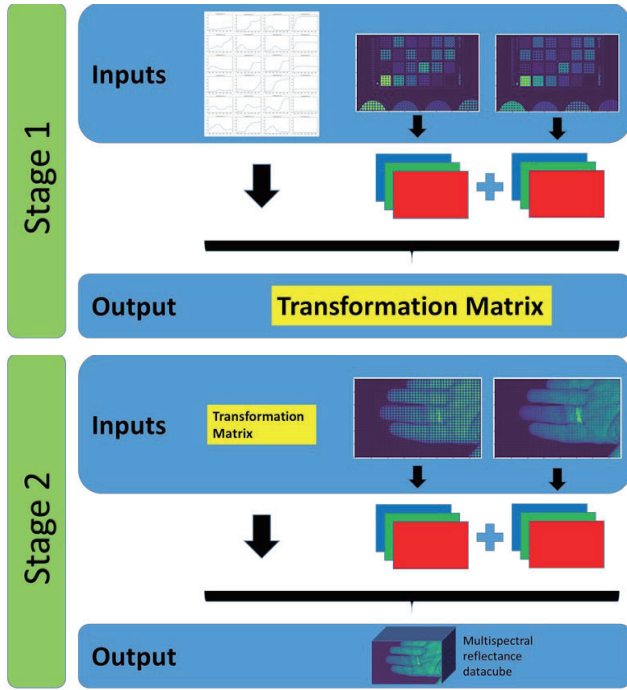 Stage 1
Inputs
Output
Transformation Matrix
Stage 2
Inputs
Transformation
Matrix
Output
Multispectral
reflectance
datacube